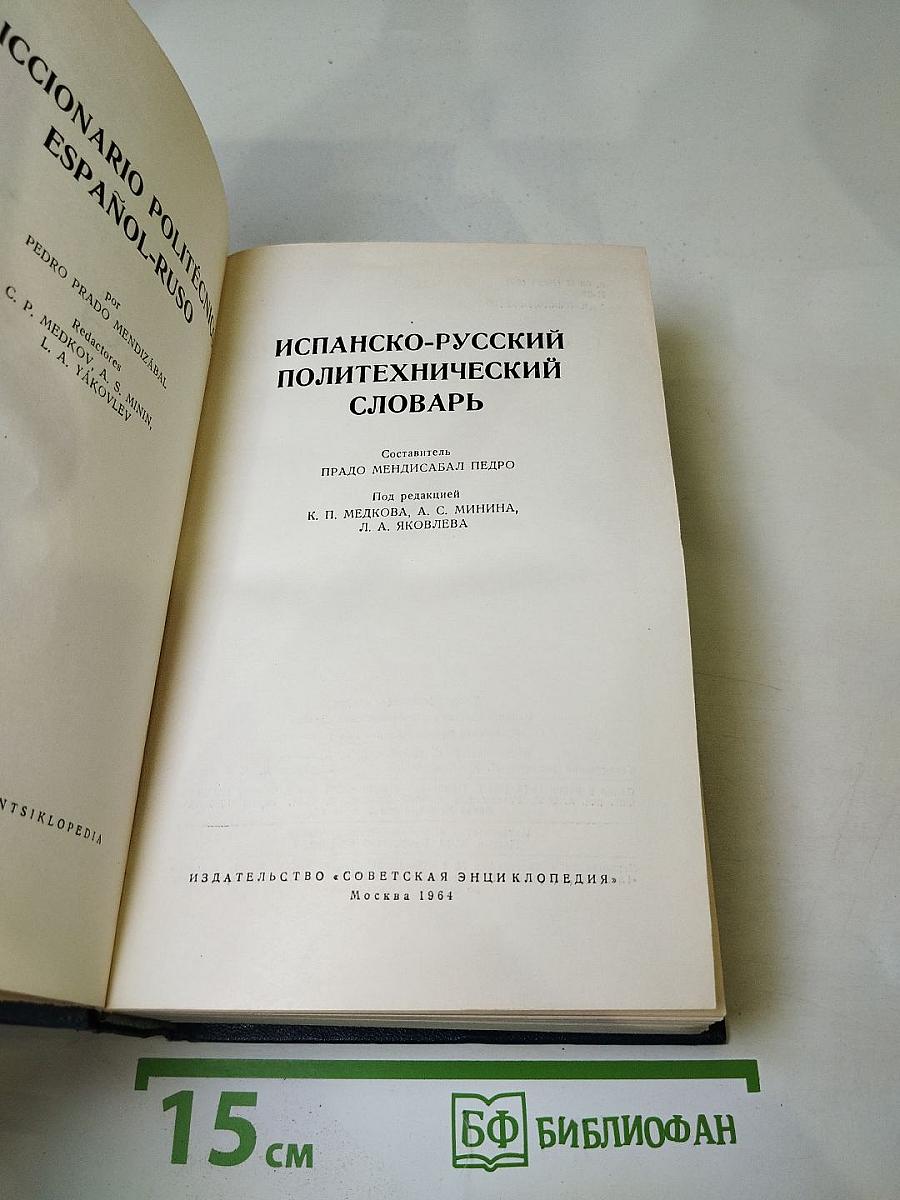 ICCIONARIO POLITÉCNI
ESPAÑOL-RUSO
por
PEDRO PRADO MENDIZÁBAL
Redactores
C. P. MEDKOV, A. S. MININ,
L. A. YÁKOVLEV
NTSIKLOPEDIA
ИСПАНСКО-РУССКИЙ
ПОЛИТЕХНИЧЕСКИЙ
СЛОВАРЬ
Составитель
ПРАДО МЕНДИСАБАЛ ПЕДРО
Под редакцией
К. П. МЕДКОВА, А. С. МИНИНА,
Л. А. ЯКОВЛЕВА
ИЗДАТЕЛЬСТВО «СОВЕТСКАЯ ЭНЦИКЛОПЕДИЯ»
Москва 1964
15 см
БФ БИБЛИОФАН